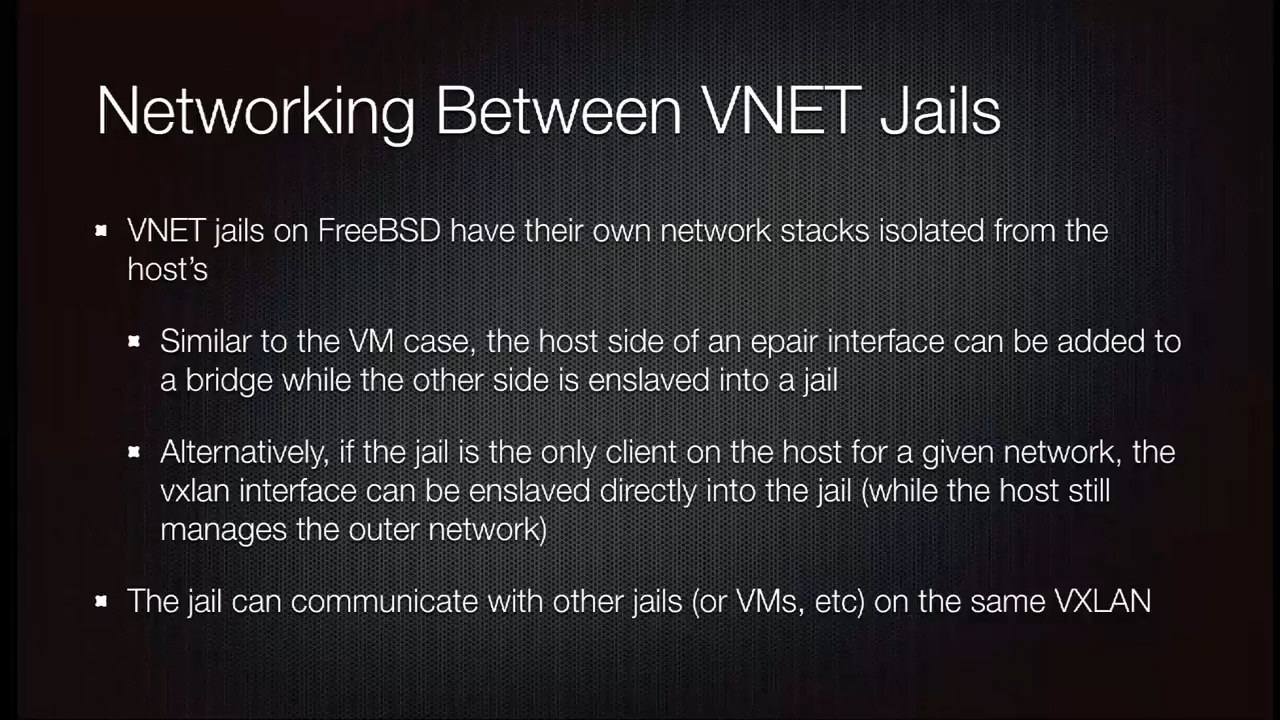 Networking Between VNET Jails
VNET jails on FreeBSD have their own network stacks isolated from the
host’s
Similar to the VM case, the host side of an epair interface can be added to
a bridge while the other side is enslaved into a jail
Alternatively, if the jail is the only client on the host for a given network, the
vxlan interface can be enslaved directly into the jail (while the host still
manages the outer network)
The jail can communicate with other jails (or VMs, etc) on the same VXLAN